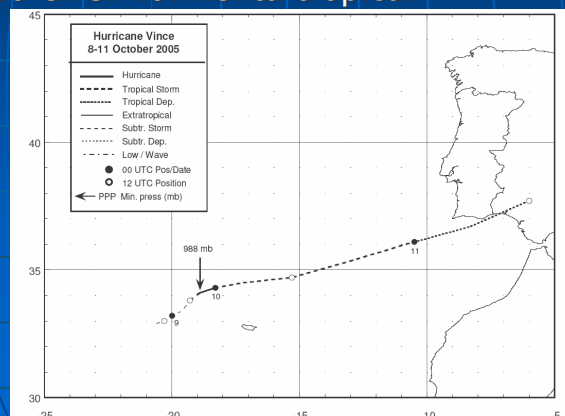 45
Hurricane Vince
8-11 October 2005
Hurricane
Tropical Storm
Tropical Dep.
Extratropical
Subtr. Storm
Subtr. Dep.
Low / Wave
00 UTC Pos/Date
12 UTC Position
PPP Min. press (mb)
40
988 mb
11
35
10
9
30
-25
-20
-15
-10
-5